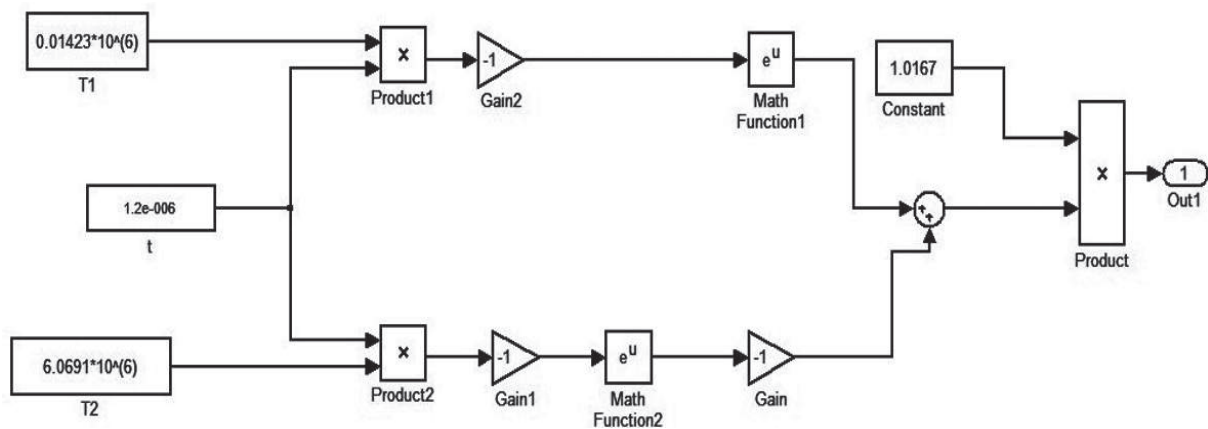 0.01423*10^(6)
T1
×
Product1
-1
Gain2
e^u
Math
Function1
1.0167
Constant
1.2e-006
t
+
+
×
Product
1
Out1
6.0691*10^(6)
T2
×
Product2
-1
Gain1
e^u
Math
Function2
-1
Gain